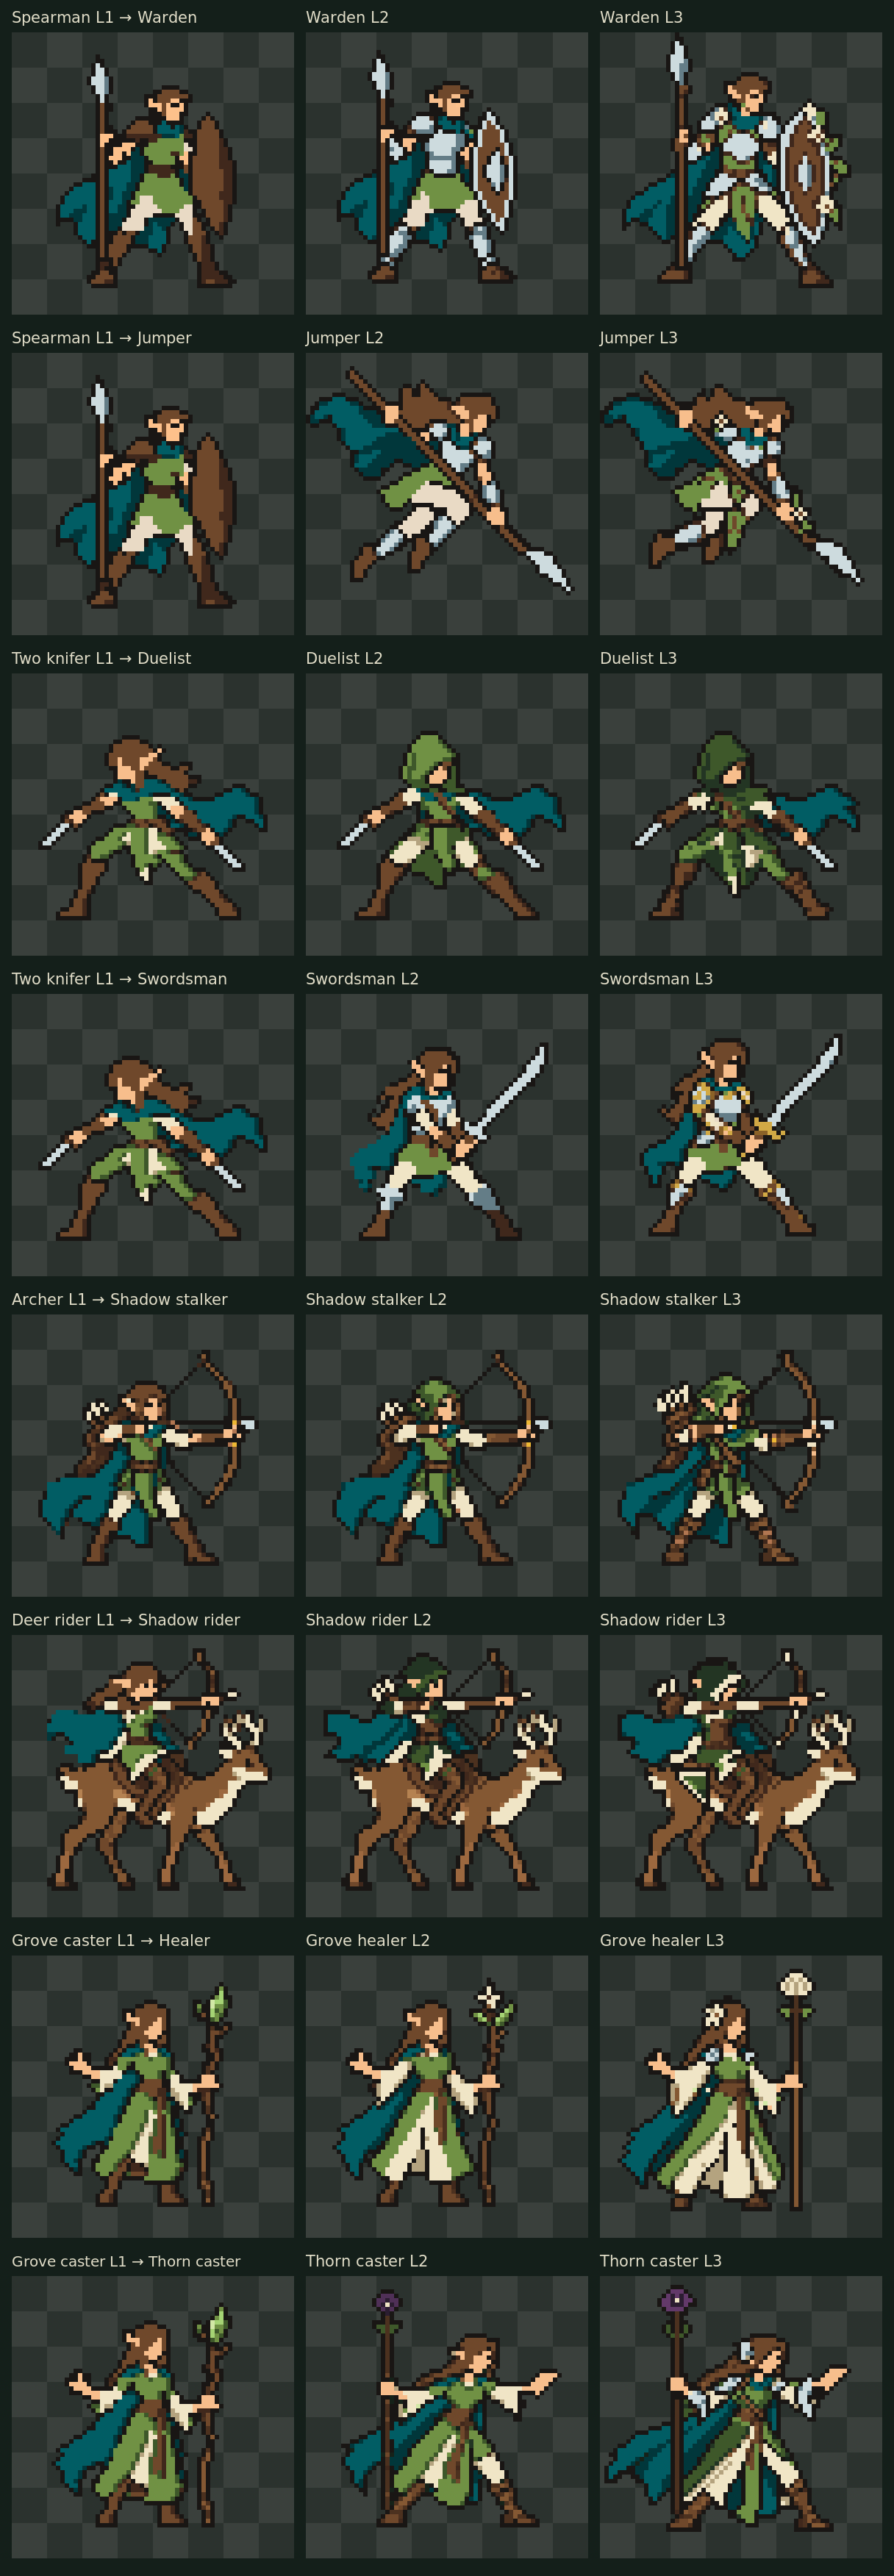 Spearman L1 → Warden
Warden L2
Warden L3
Spearman L1 → Jumper
Jumper L2
Jumper L3
Two knifer L1 → Duelist
Duelist L2
Duelist L3
Two knifer L1 → Swordsman
Swordsman L2
Swordsman L3
Archer L1 → Shadow stalker
Shadow stalker L2
Shadow stalker L3
Deer rider L1 → Shadow rider
Shadow rider L2
Shadow rider L3
Grove caster L1 → Healer
Grove healer L2
Grove healer L3
Grove caster L1 → Thorn caster
Thorn caster L2
Thorn caster L3